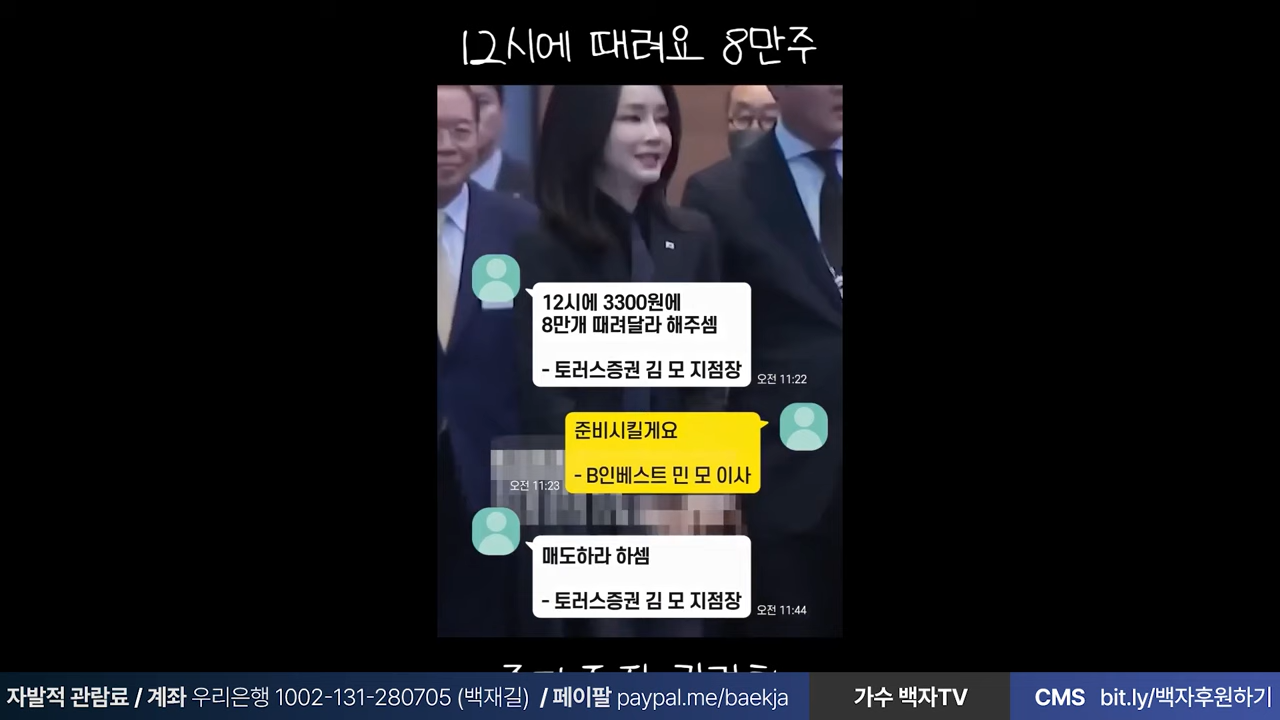 12시에 때려요 8만주
12시에 3300원에
8만개 때려달라 해주셈
- 토러스증권 김 모 지점장
오전 11:22
준비시킬게요
- B인베스트 민 모 이사
오전 11:23
매도하라 하셈
- 토러스증권 김 모 지점장
오전 11:44
자발적 관람료 / 계좌 우리은행 1002-131-280705 (백재길) / 페이팔 paypal.me/baekja
가수 백자TV
CMS bit.ly/백자후원하기